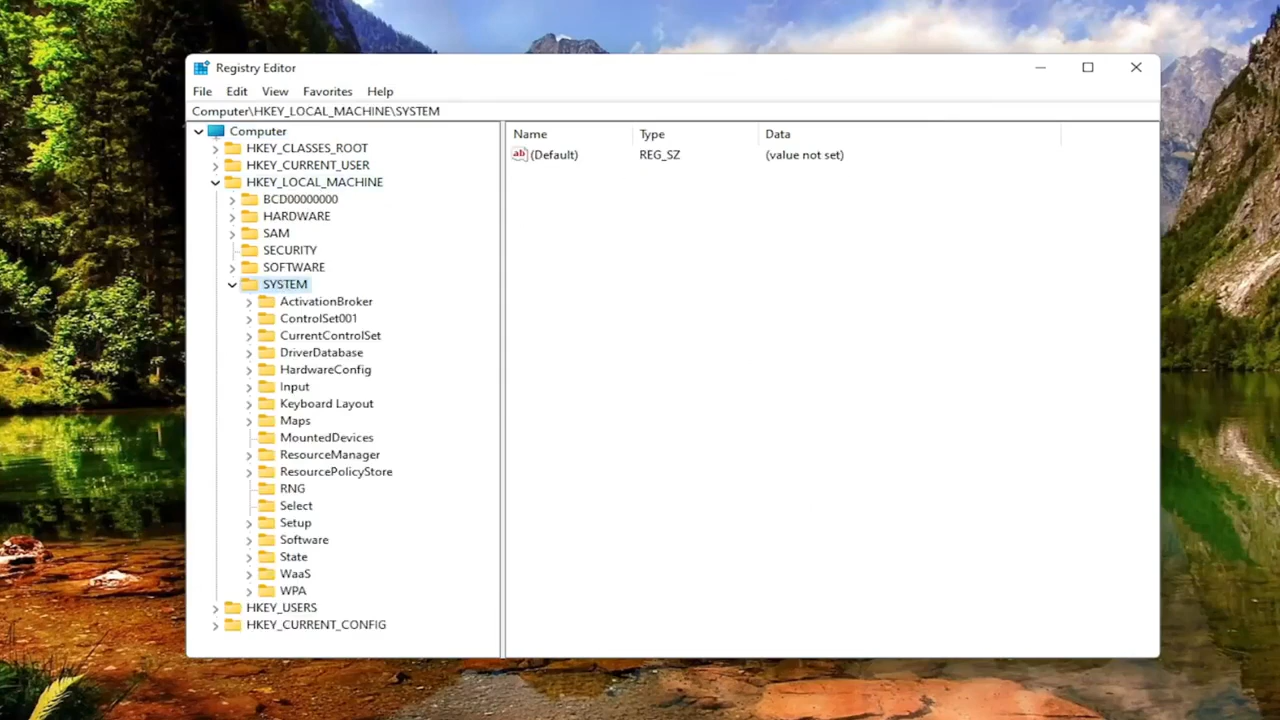 Registry Editor
File Edit View Favorites Help
Computer\HKEY_LOCAL_MACHINE\SYSTEM
Computer
HKEY_CLASSES_ROOT
HKEY_CURRENT_USER
HKEY_LOCAL_MACHINE
BCD00000000
HARDWARE
SAM
SECURITY
SOFTWARE
SYSTEM
ActivationBroker
ControlSet001
CurrentControlSet
DriverDatabase
HardwareConfig
Input
Keyboard Layout
Maps
MountedDevices
ResourceManager
ResourcePolicyStore
RNG
Select
Setup
Software
State
WaaS
WPA
HKEY_USERS
HKEY_CURRENT_CONFIG
Name Type Data
ab (Default) REG_SZ (value not set)